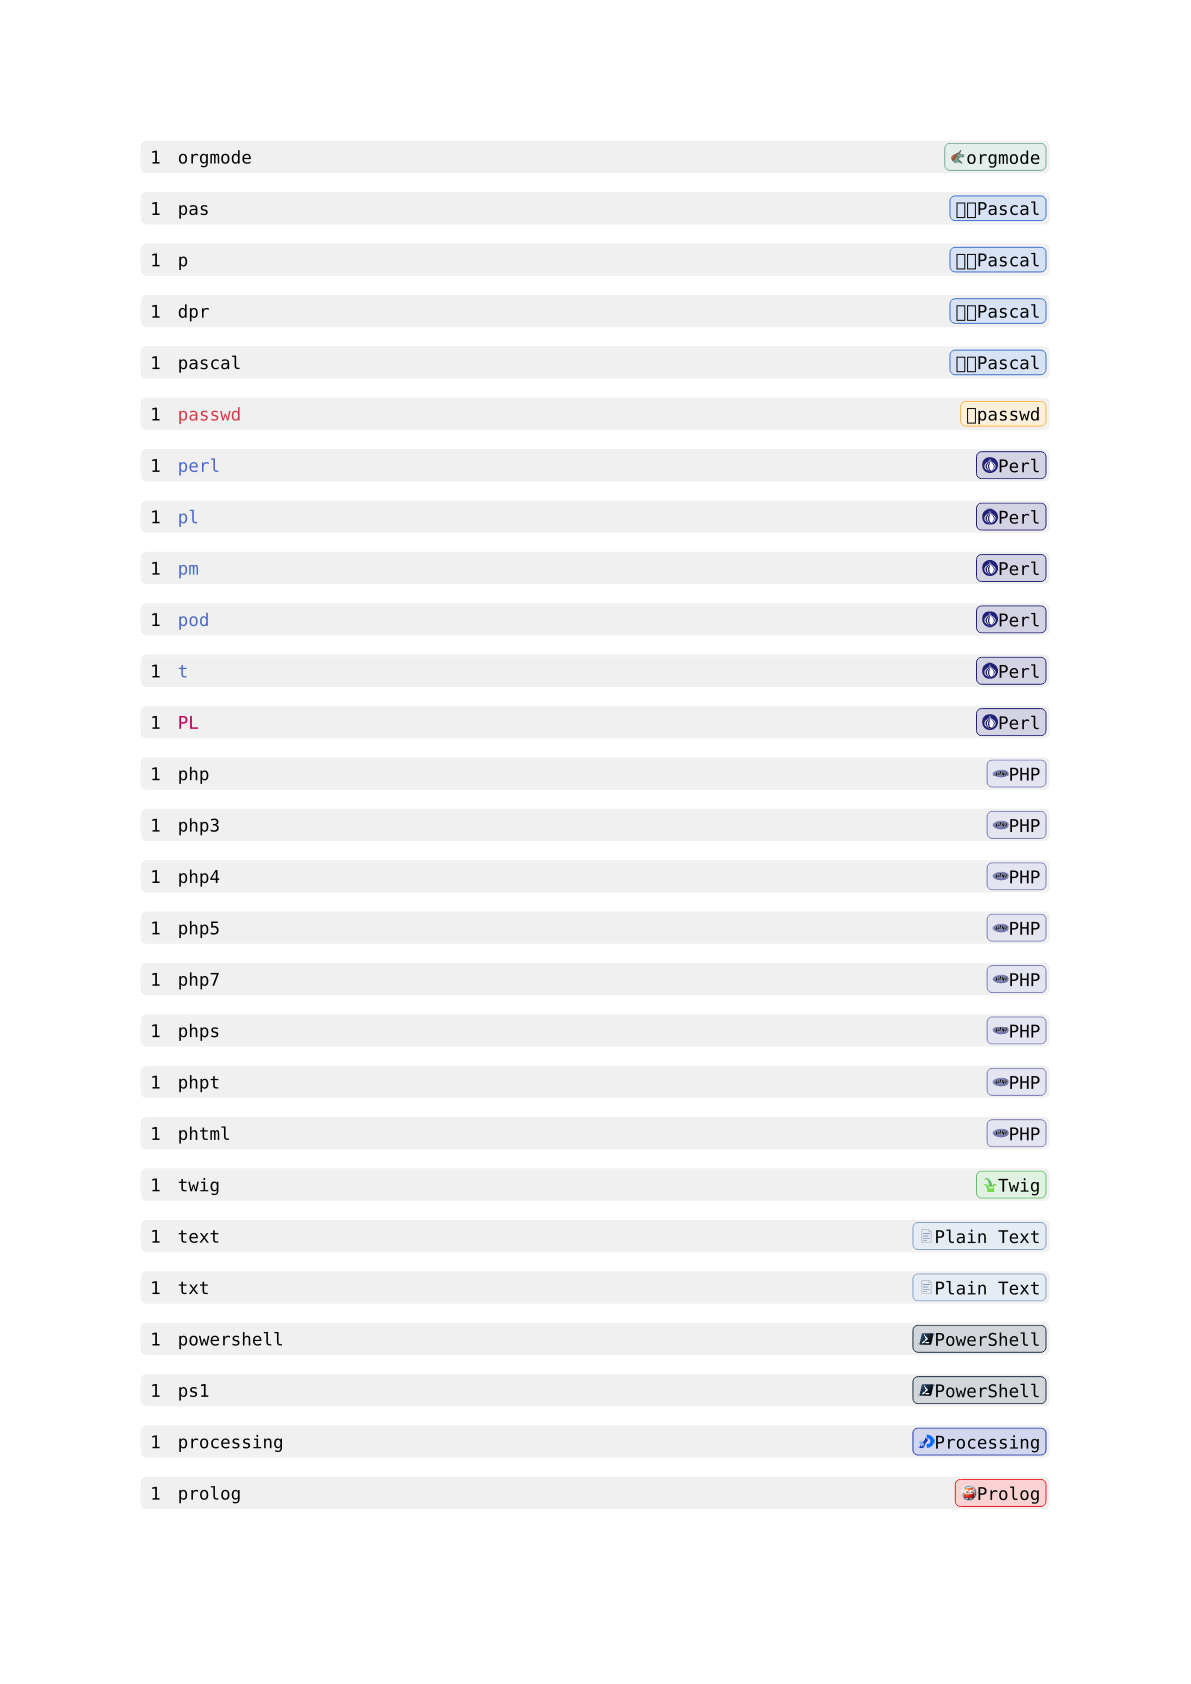 1 orgmode orgmode
1 pas Pascal
1 p Pascal
1 dpr Pascal
1 pascal Pascal
1 passwd passwd
1 perl Perl
1 pl Perl
1 pm Perl
1 pod Perl
1 t Perl
1 PL Perl
1 php PHP
1 php3 PHP
1 php4 PHP
1 php5 PHP
1 php7 PHP
1 phps PHP
1 phpt PHP
1 phtml PHP
1 twig Twig
1 text Plain Text
1 txt Plain Text
1 powershell PowerShell
1 ps1 PowerShell
1 processing Processing
1 prolog Prolog